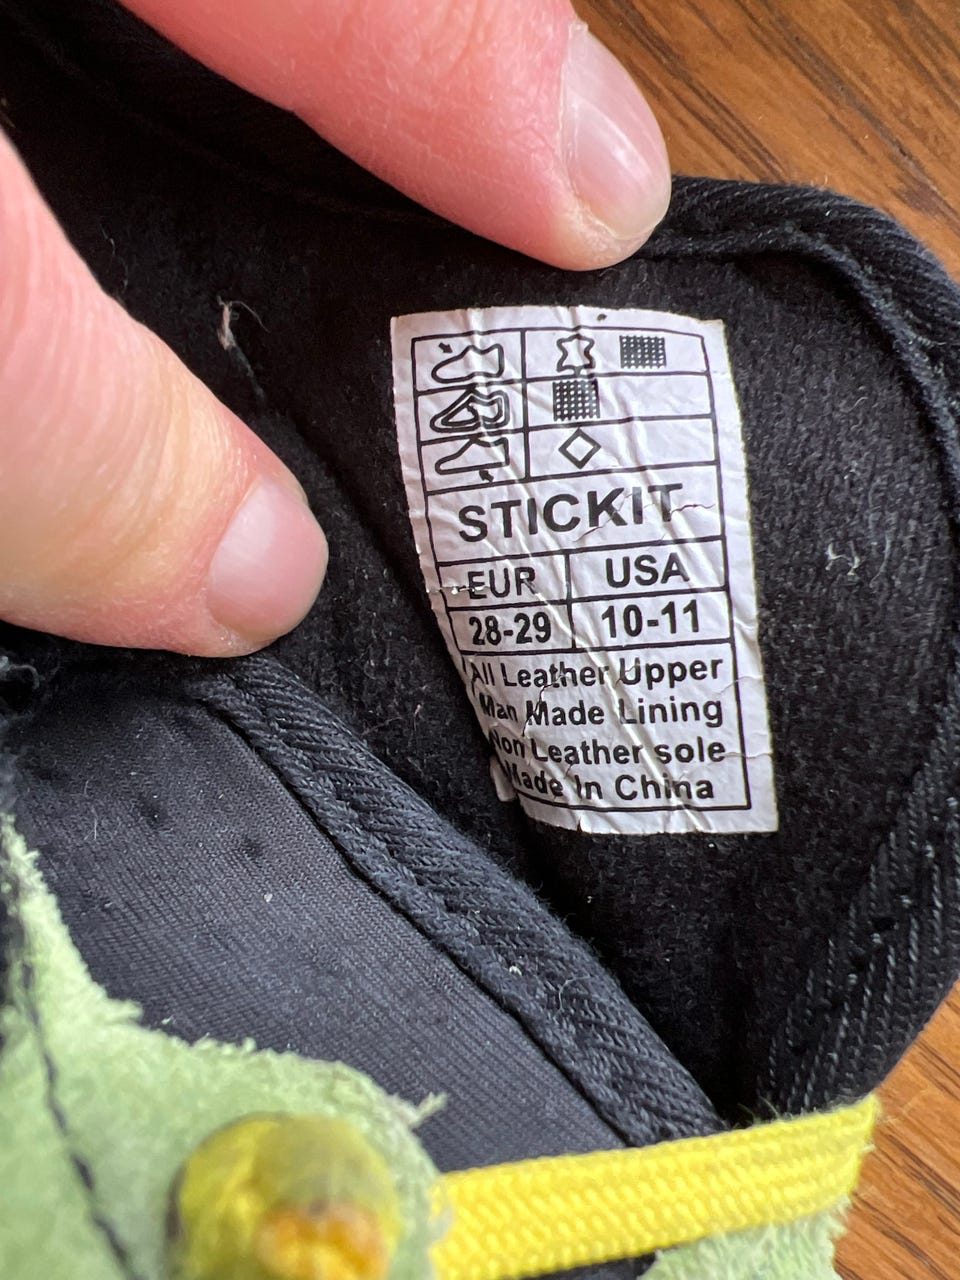 STICKIT
EUR USA
28-29 10-11
All Leather Upper
Man Made Lining
Non Leather sole
Made In China